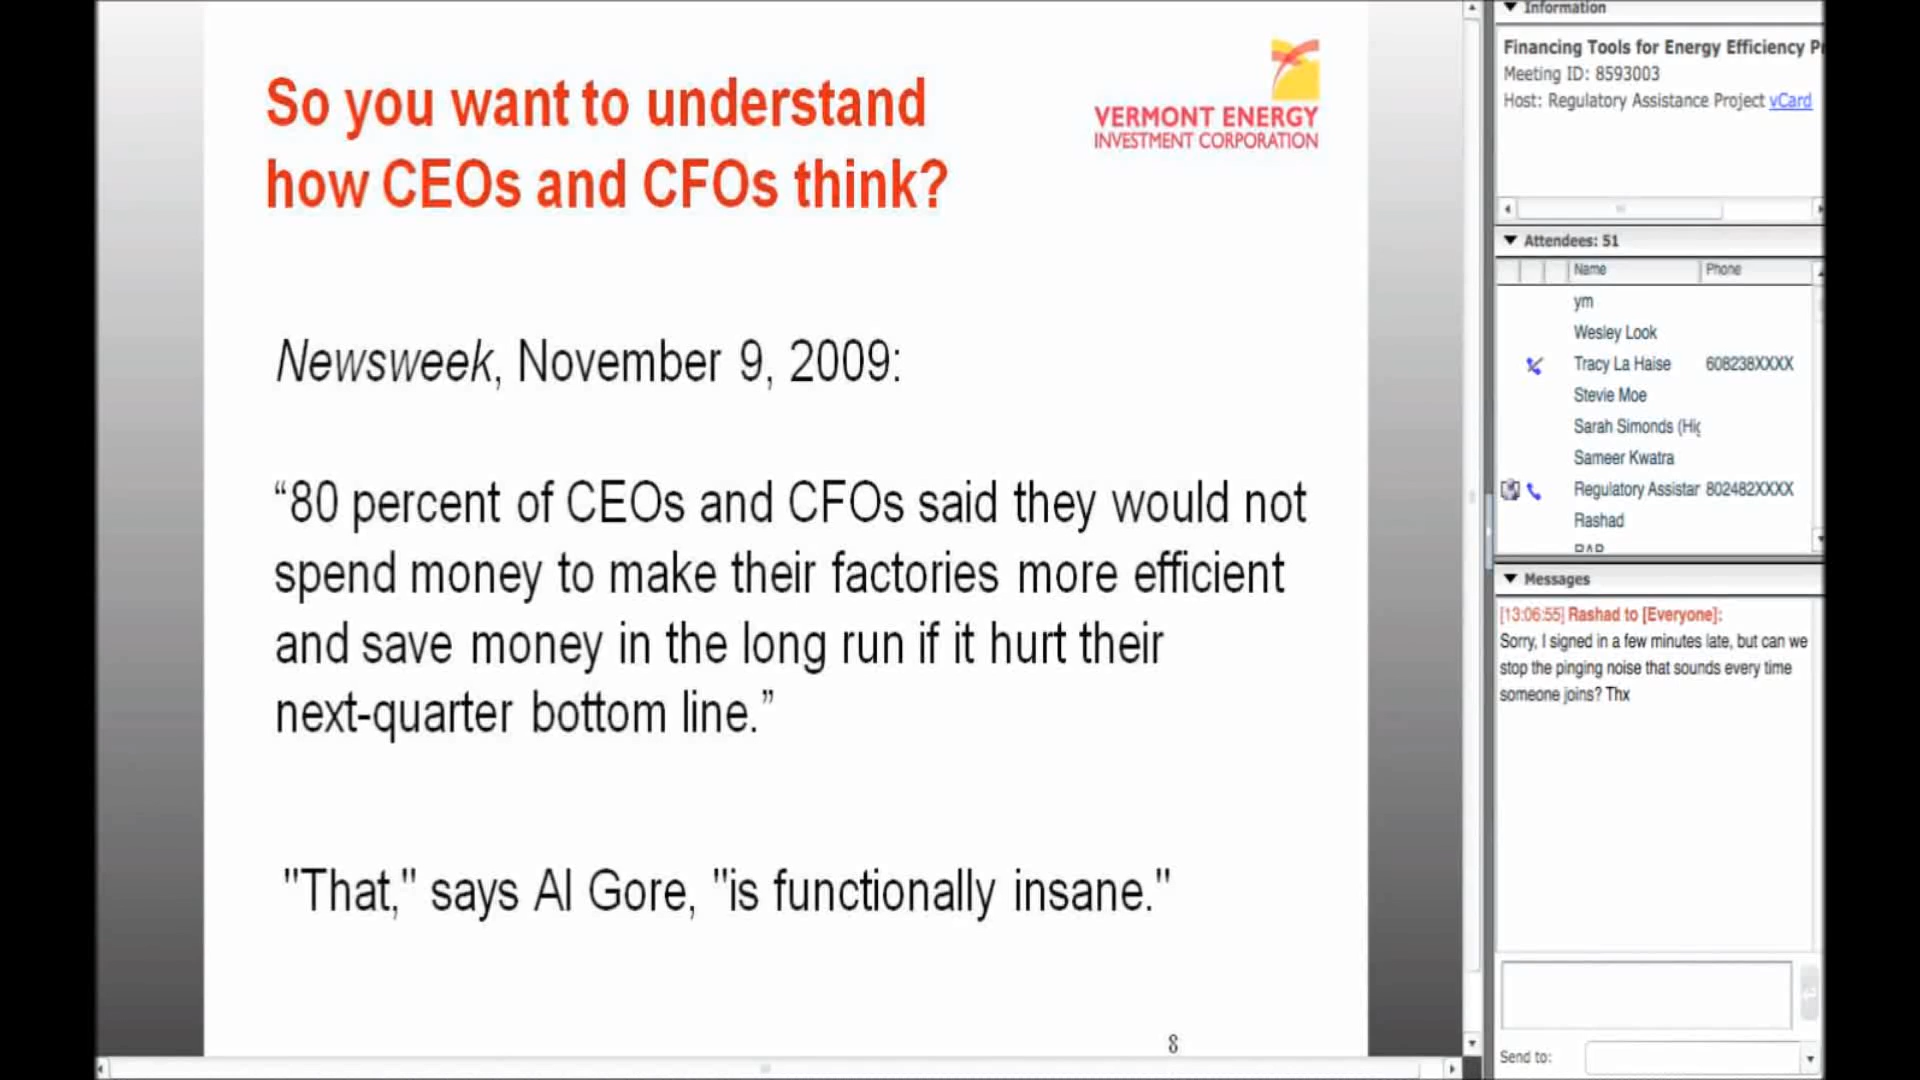 So you want to understand
how CEOs and CFOs think?
VERMONT ENERGY
INVESTMENT CORPORATION
Newsweek, November 9, 2009:
“80 percent of CEOs and CFOs said they would not
spend money to make their factories more efficient
and save money in the long run if it hurt their
next-quarter bottom line.”
"That," says Al Gore, "is functionally insane."
8
Information
Financing Tools for Energy Efficiency Pr
Meeting ID: 8593003
Host: Regulatory Assistance Project vCard
Attendees: 51
Name Phone
ym
Wesley Look
Tracy La Haise 608238XXXX
Stevie Moe
Sarah Simonds (Hig
Sameer Kwatra
Regulatory Assistar 802482XXXX
Rashad
RAP
Messages
[13:06:55] Rashad to [Everyone]:
Sorry, I signed in a few minutes late, but can we
stop the pinging noise that sounds every time
someone joins? Thx
Send to: